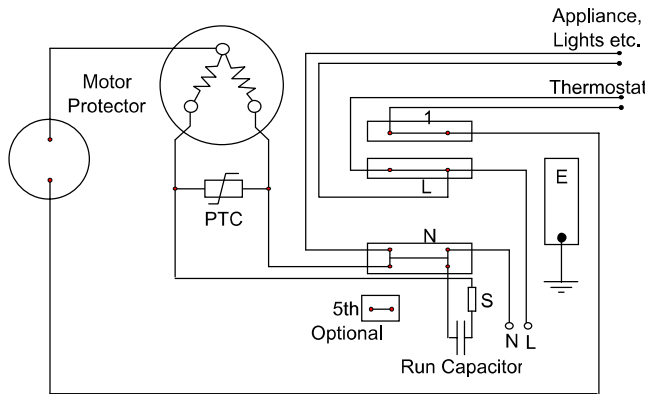 Appliance,
Lights etc.
Motor
Protector
Thermostat
1
L
E
PTC
N
5th
Optional
S
N L
Run Capacitor